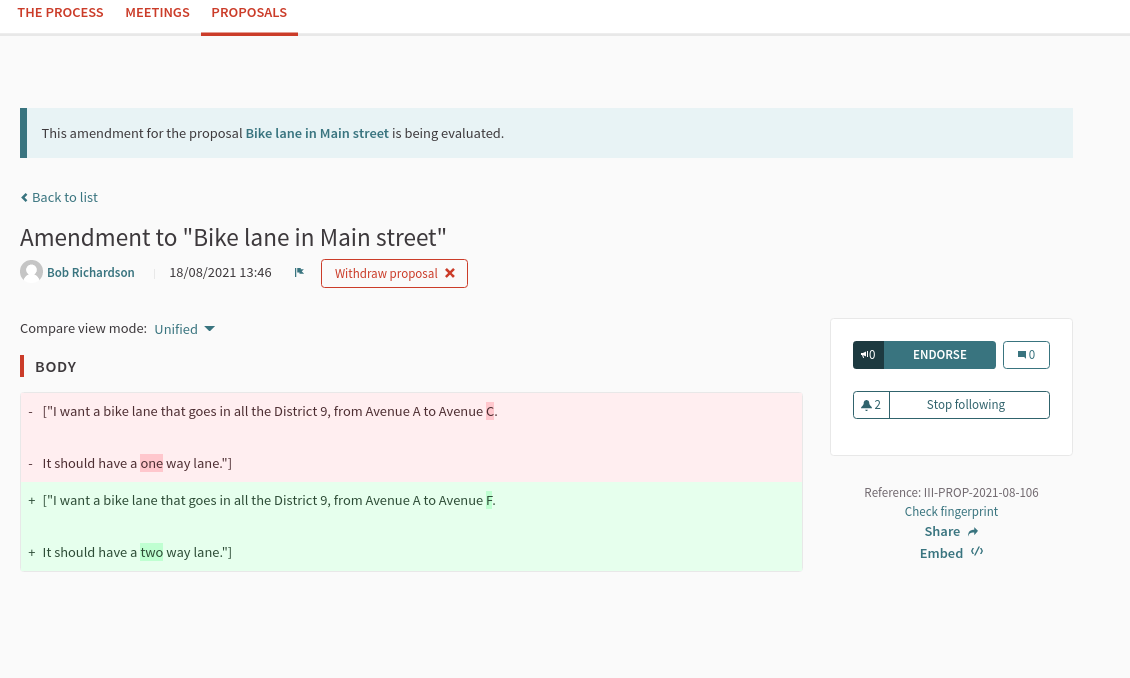 THE PROCESS MEETINGS PROPOSALS
This amendment for the proposal Bike lane in Main street is being evaluated.
Back to list
Amendment to "Bike lane in Main street"
Bob Richardson 18/08/2021 13:46 Withdraw proposal
Compare view mode: Unified
BODY
- ["I want a bike lane that goes in all the District 9, from Avenue A to Avenue C.
- It should have a one way lane."]
+ ["I want a bike lane that goes in all the District 9, from Avenue A to Avenue F.
+ It should have a two way lane."]
0 ENDORSE 0
2 Stop following
Reference: III-PROP-2021-08-106
Check fingerprint
Share
Embed